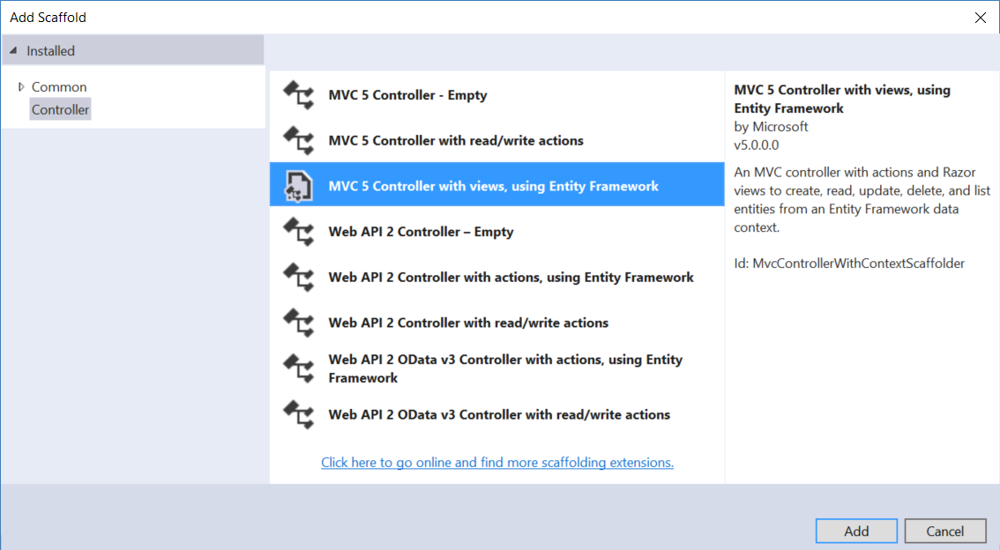 Add Scaffold
Installed
Common
Controller
MVC 5 Controller - Empty
MVC 5 Controller with read/write actions
MVC 5 Controller with views, using Entity Framework
Web API 2 Controller – Empty
Web API 2 Controller with actions, using Entity Framework
Web API 2 Controller with read/write actions
Web API 2 OData v3 Controller with actions, using Entity
Framework
Web API 2 OData v3 Controller with read/write actions
Click here to go online and find more scaffolding extensions.
MVC 5 Controller with views, using
Entity Framework
by Microsoft
v5.0.0.0
An MVC controller with actions and Razor
views to create, read, update, delete, and list
entities from an Entity Framework data
context.
Id: MvcControllerWithContextScaffolder
Add
Cancel